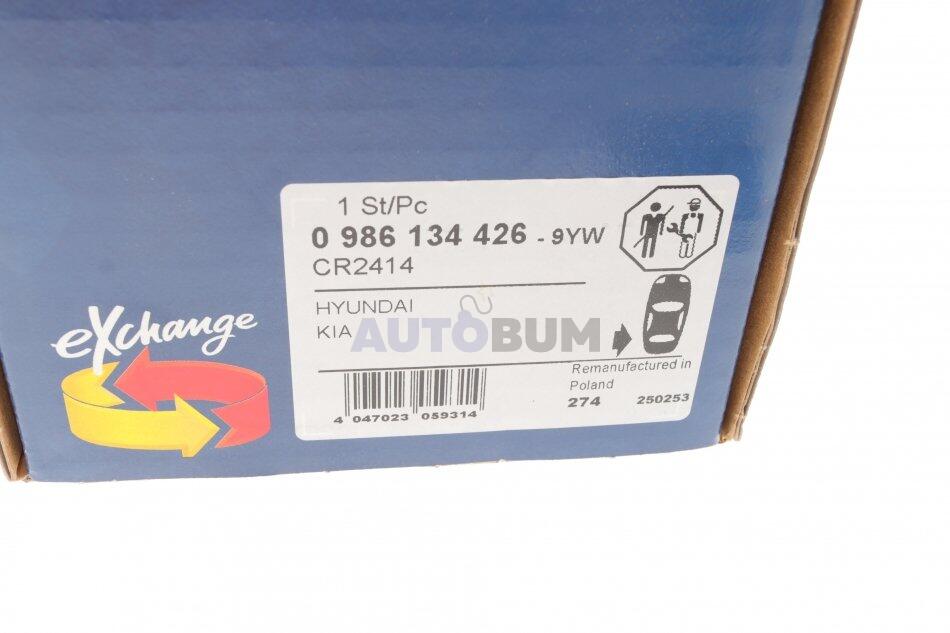 1 St/Pc
0 986 134 426 - 9YW
CR2414
HYUNDAI
KIA
AUTOBUM
eXchange
Remanufactured in
Poland
4 047023 059314
274
250253